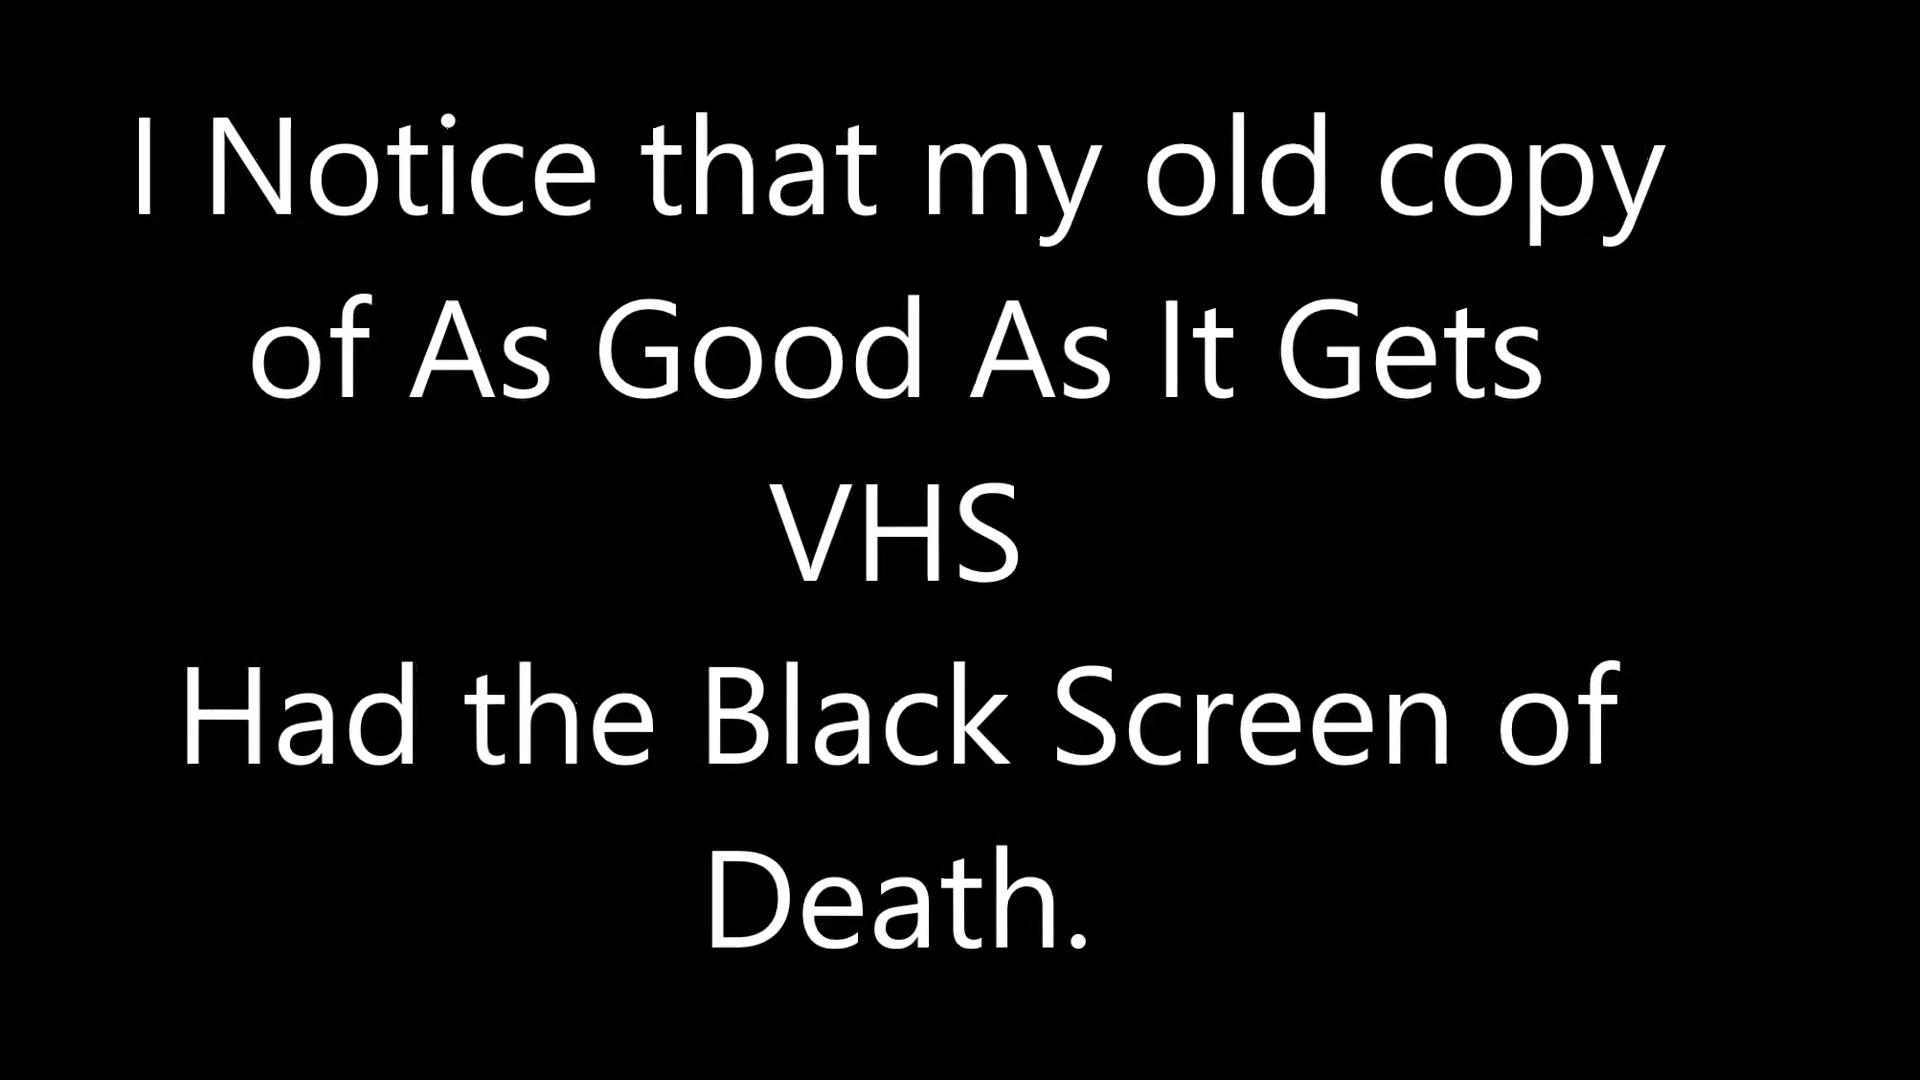 I Notice that my old copy
of As Good As It Gets
VHS
Had the Black Screen of
Death.